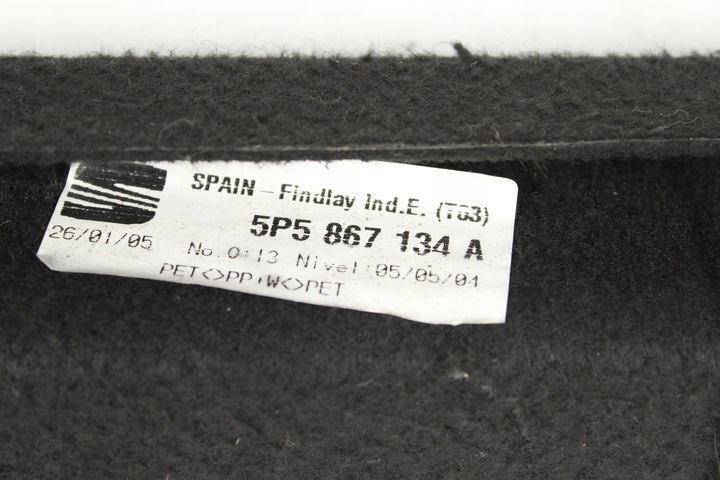 SPAIN - Findlay Ind.E. (T63)
5P5 867 134 A
26/01/05
No.0:13 Nivel:05/05/04
PET<>PP,W<>PET